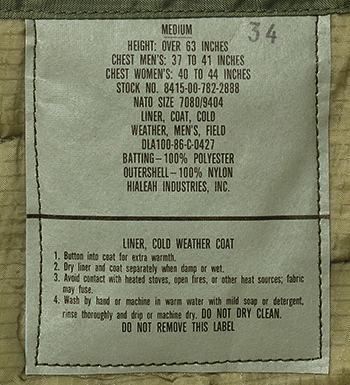 34
MEDIUM
HEIGHT: OVER 63 INCHES
CHEST MEN'S: 37 TO 41 INCHES
CHEST WOMEN'S: 40 TO 44 INCHES
STOCK NO. 8415-00-782-2888
NATO SIZE 7080/9404
LINER, COAT, COLD
WEATHER, MEN'S, FIELD
DLA100-86-C-0427
BATTING—100% POLYESTER
OUTERSHELL—100% NYLON
HIALEAH INDUSTRIES, INC.
LINER, COLD WEATHER COAT
1. Button into coat for extra warmth.
2. Dry liner and coat separately when damp or wet.
3. Avoid contact with heated stoves, open fires, or other heat sources; fabric
may fuse.
4. Wash by hand or machine in warm water with mild soap or detergent,
rinse thoroughly and drip or machine dry. DO NOT DRY CLEAN.
DO NOT REMOVE THIS LABEL